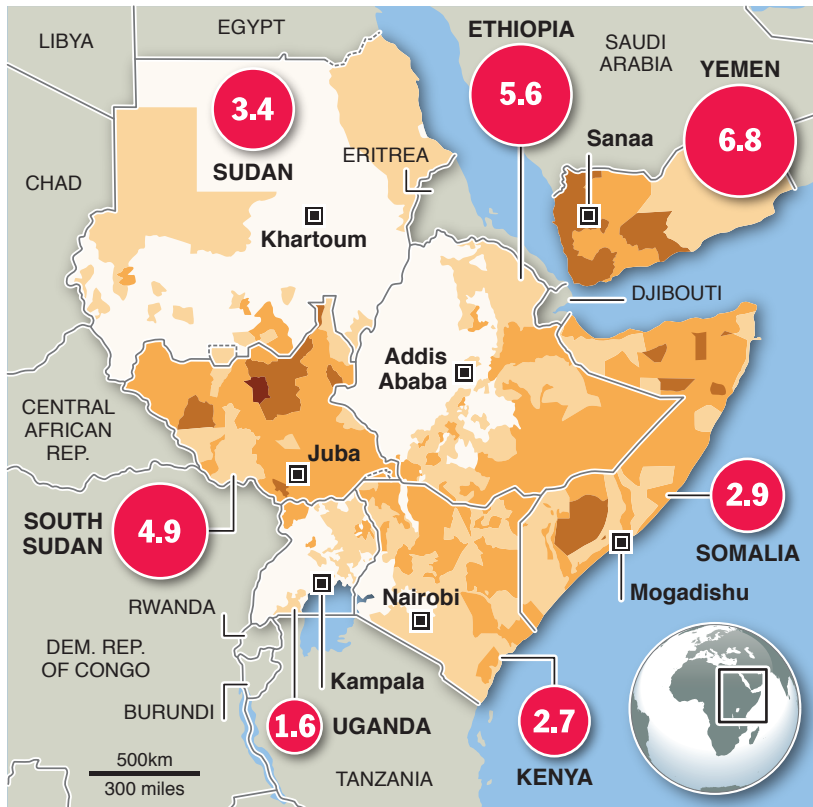 LIBYA
EGYPT
ETHIOPIA
5.6
SAUDI
ARABIA
YEMEN
6.8
3.4
SUDAN
Sanaa
ERITREA
CHAD
Khartoum
DJIBOUTI
Addis
Ababa
CENTRAL
AFRICAN
REP.
Juba
SOUTH
SUDAN
4.9
2.9
SOMALIA
Mogadishu
RWANDA
Nairobi
DEM. REP.
OF CONGO
Kampala
BURUNDI
1.6
UGANDA
2.7
KENYA
500km
300 miles
TANZANIA